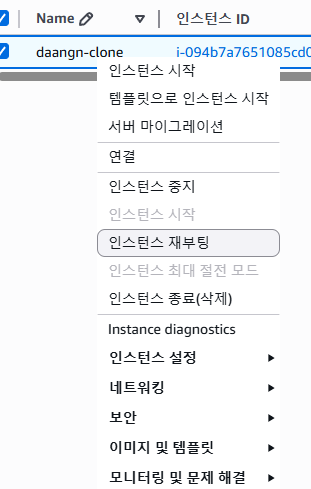 Name 인스턴스 ID
daangn-clone i-094b7a7651085cd0
인스턴스 시작
템플릿으로 인스턴스 시작
서버 마이그레이션
연결
인스턴스 중지
인스턴스 시작
인스턴스 재부팅
인스턴스 최대 절전 모드
인스턴스 종료(삭제)
Instance diagnostics
인스턴스 설정
네트워킹
보안
이미지 및 템플릿
모니터링 및 문제 해결